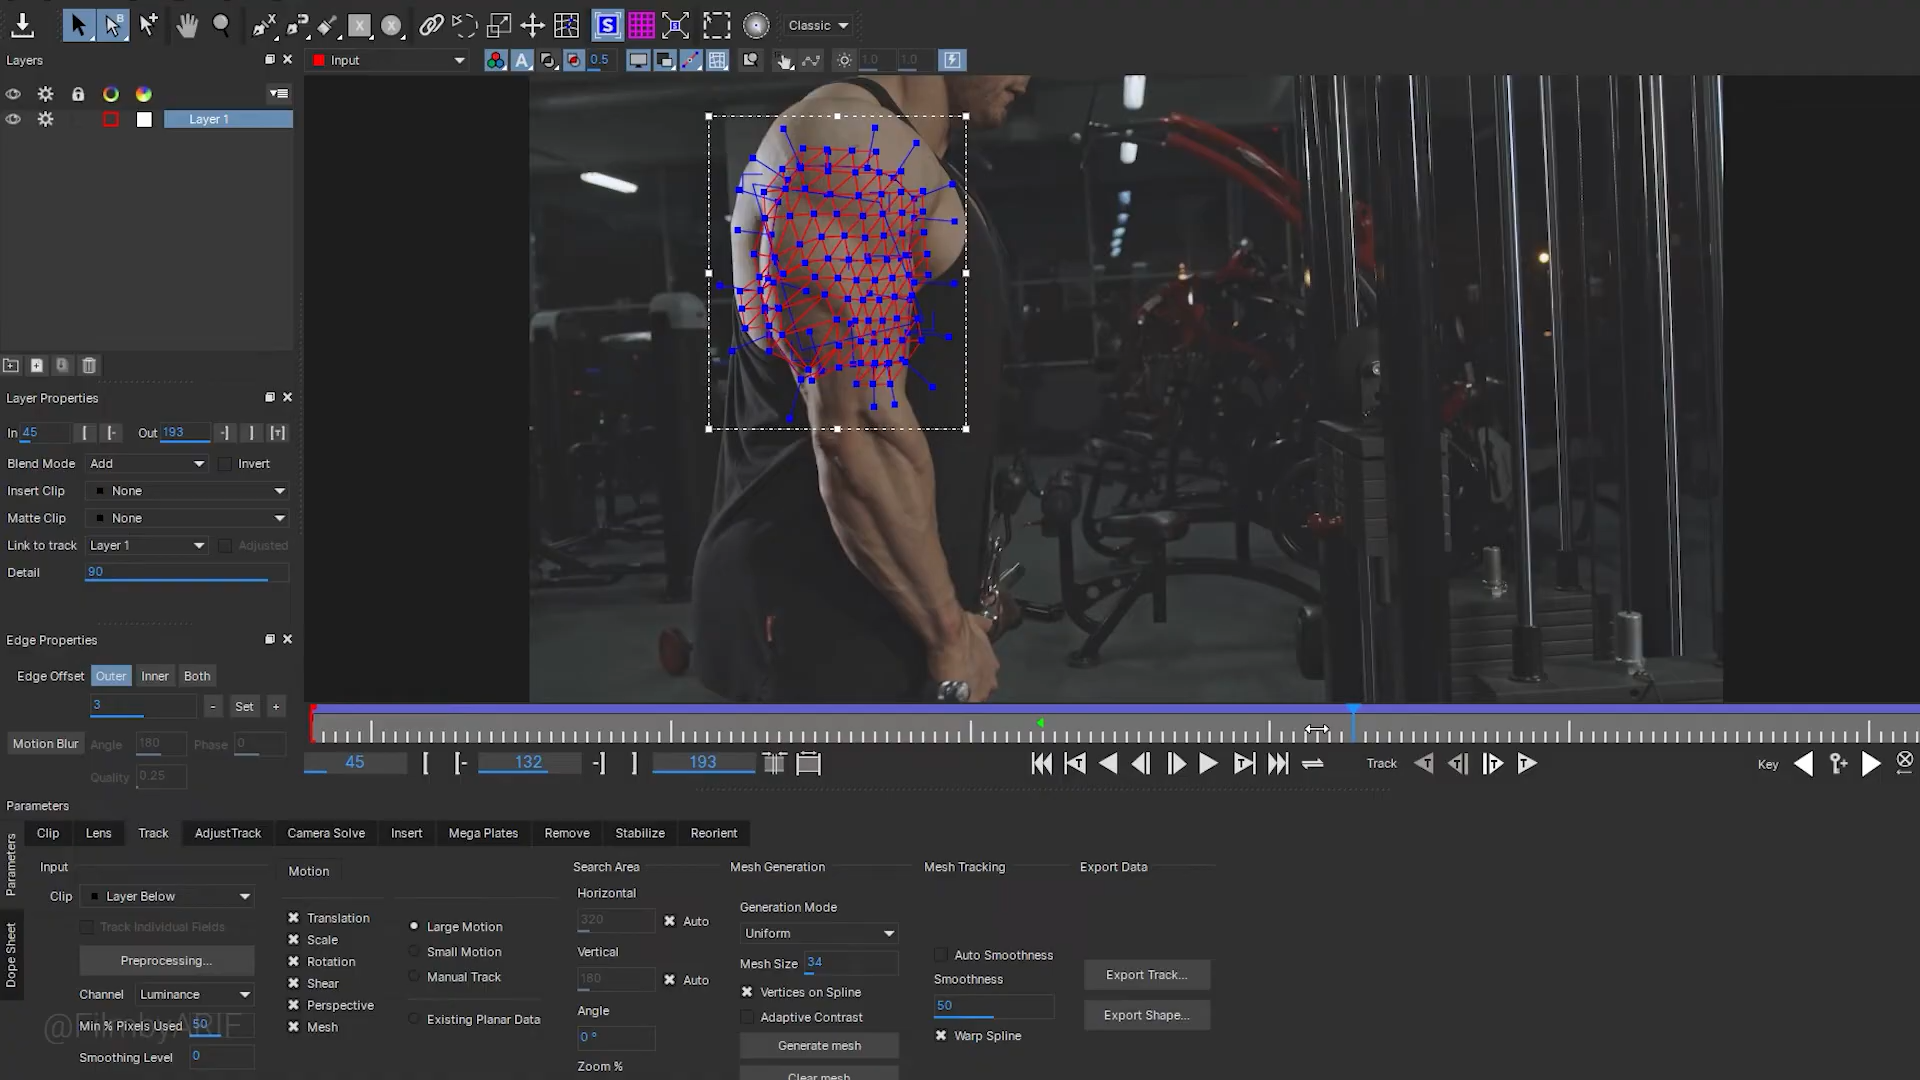 Classic
Layers
Input
0.5
1.0
1.0
Layer 1
Layer Properties
In 45
Out 193
Blend Mode Add
Invert
Insert Clip None
Matte Clip None
Link to track Layer 1
Adjusted
Detail 90
Edge Properties
Edge Offset Outer Inner Both
3 - Set +
Motion Blur Angle 180 Phase 0
Quality 0.25
45 132 193
Track
Key
Parameters
Parameters
Dope Sheet
Clip Lens Track AdjustTrack Camera Solve Insert Mega Plates Remove Stabilize Reorient
Input
Clip Layer Below
Track Individual Fields
Preprocessing...
Channel Luminance
Min % Pixels Used 50
Smoothing Level 0
@FilmbyARIF
Motion
Translation
Scale
Rotation
Shear
Perspective
Mesh
Large Motion
Small Motion
Manual Track
Existing Planar Data
Search Area
Horizontal
320 Auto
Vertical
180 Auto
Angle
0 °
Zoom %
Mesh Generation
Generation Mode
Uniform
Mesh Size 34
Vertices on Spline
Adaptive Contrast
Generate mesh
Clear mesh
Mesh Tracking
Auto Smoothness
Smoothness
50
Warp Spline
Export Data
Export Track...
Export Shape...